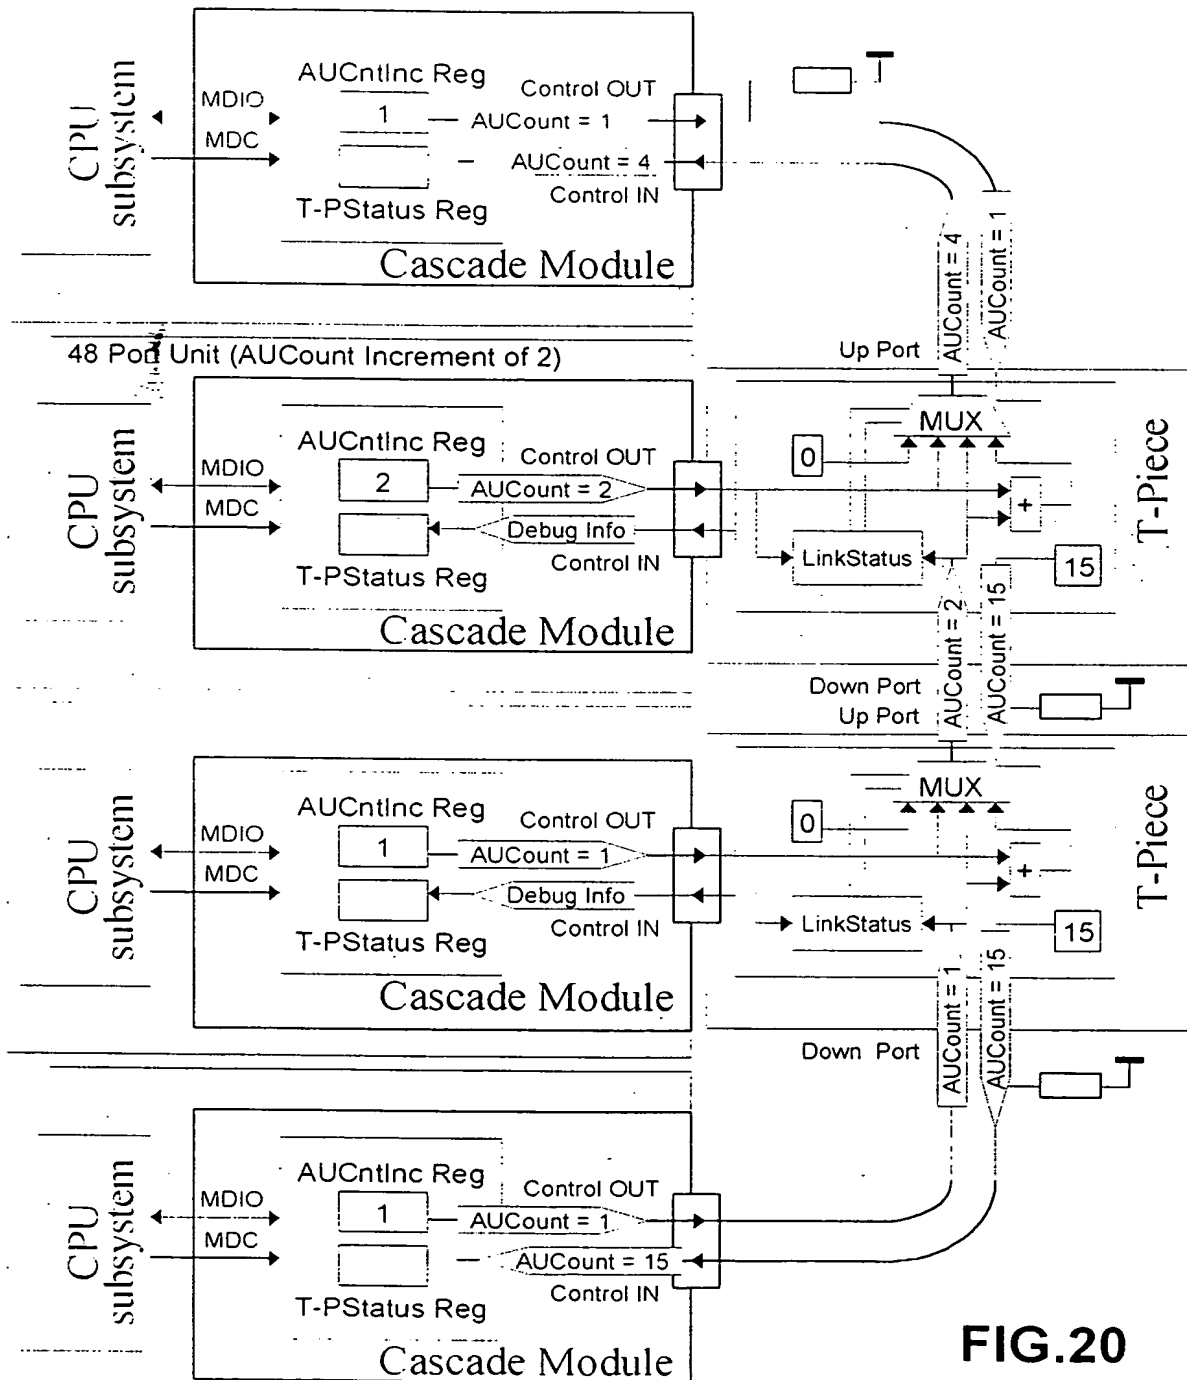 CPU
subsystem
MDIO
MDC
AUCntInc Reg
1
Control OUT
AUCount = 1
AUCount = 4
Control IN
T-PStatus Reg
Cascade Module
AUCount = 4
AUCount = 1
48 Port Unit (AUCount Increment of 2)
Up Port
CPU
subsystem
MDIO
MDC
AUCntInc Reg
2
Control OUT
AUCount = 2
Debug Info
Control IN
T-PStatus Reg
Cascade Module
MUX
0
+
LinkStatus
15
T-Piece
AUCount = 2
AUCount = 15
Down Port
Up Port
CPU
subsystem
MDIO
MDC
AUCntInc Reg
1
Control OUT
AUCount = 1
Debug Info
Control IN
T-PStatus Reg
Cascade Module
MUX
0
+
LinkStatus
15
T-Piece
AUCount = 1
AUCount = 15
Down Port
CPU
subsystem
MDIO
MDC
AUCntInc Reg
1
Control OUT
AUCount = 1
AUCount = 15
Control IN
T-PStatus Reg
Cascade Module
FIG.20